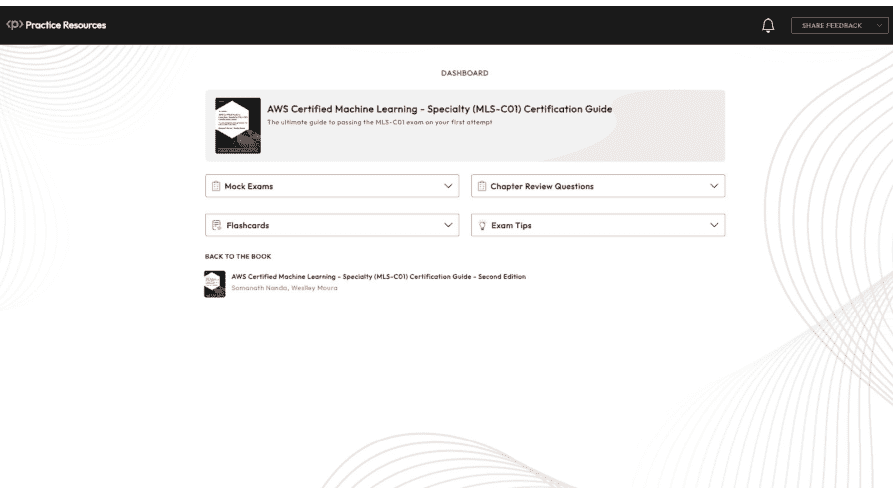 <p> Practice Resources
SHARE FEEDBACK
DASHBOARD
AWS Certified Machine Learning - Specialty (MLS-C01) Certification Guide
The ultimate guide to passing the MLS-C01 exam on your first attempt
Mock Exams
Chapter Review Questions
Flashcards
Exam Tips
BACK TO THE BOOK
AWS Certified Machine Learning - Specialty (MLS-C01) Certification Guide - Second Edition
Somanath Nanda, Weslley Moura